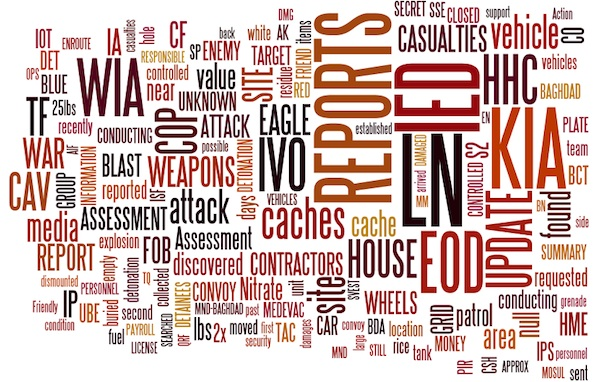 IOT
ENROUTE
IA
casualties
hole
CF
back
white
AK
DMG
items
REPORTS
SECRET
SSE
CLOSED
support
Action
DET
RESPONSIBLE
SP
ENEMY
TARGET
FRIEND
CASUALTIES
vehicle
CO
OPS
BLUE
WIA
controlled
near
value
SITE
residue
RED
IED
HHC
vehicles
BAGHDAD
TF
25lbs
UNKNOWN
recently
CONDUCTING
COP
ATTACK
EAGLE
established
EN
KIA
PLATE
WAR
AIF
INFORMATION
BLAST
possible
IVO
DETONATION
LN
arrived
DAMAGED
MM
CONTROLLED
S2
team
BCT
CAV
GROUP
reported
ISF
WEAPONS
days
VEHICLES
UPDATE
BN
found
side
media
ASSESSMENT
attack
caches
cache
SUMMARY
REPORT
explosion
FOB
Assessment
HOUSE
EOD
requested
dismounted
empty
discovered
CONTRACTORS
PERSONNEL
detonation
TQ
collected
DETAINEES
CONVOY
Nitrate
unit
site
SVEST
WHEELS
conducting
grenade
Friendly
IP
UBE
buried
second
MND-BAGHDAD
past
MEDEVAC
GRID
patrol
null
HME
condition
fuel
PAYROLL
SEARCHED
QRF
lbs
2x
moved
first
TAC
CAR
convoy
BDA
location
MONEY
area
IPS
personnel
LICENSE
security
damages
MND
large
STILL
rice
tank
PIR
CSH
APPROX
MOSUL
sent